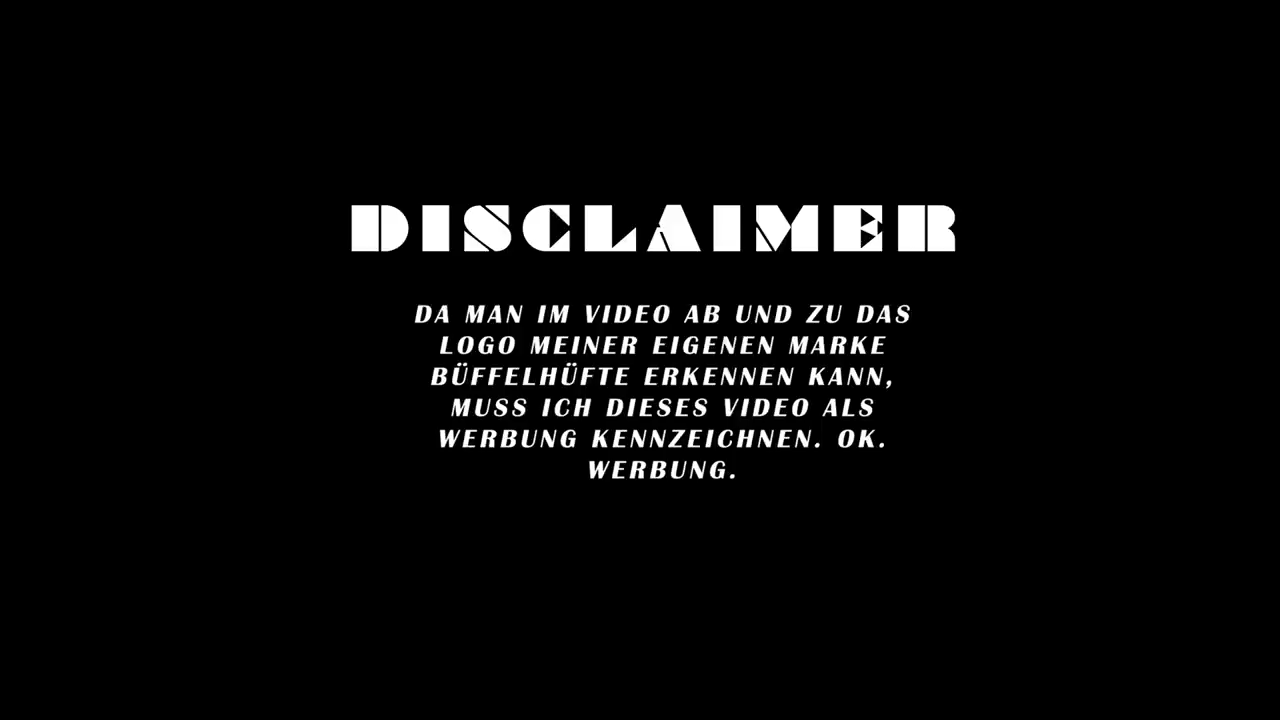 DISCLAIMER
DA MAN IM VIDEO AB UND ZU DAS
LOGO MEINER EIGENEN MARKE
BÜFFELHÜFTE ERKENNEN KANN,
MUSS ICH DIESES VIDEO ALS
WERBUNG KENNZEICHNEN. OK.
WERBUNG.